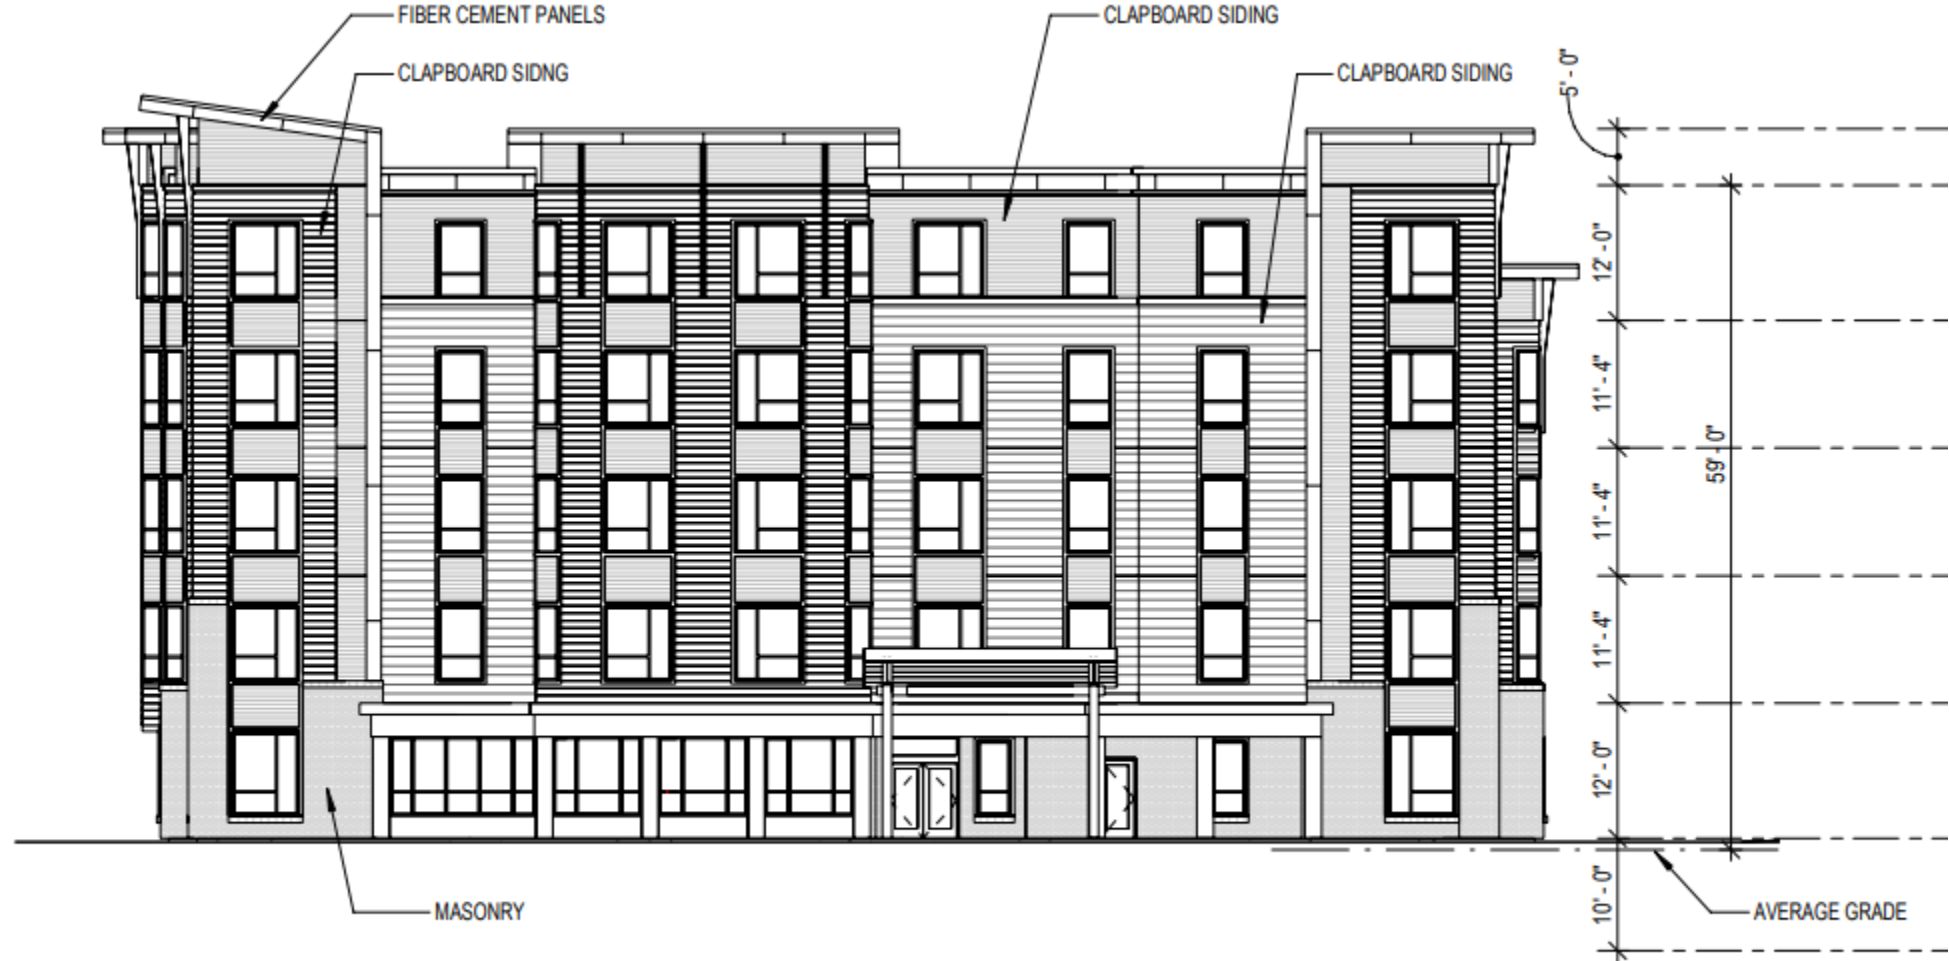 FIBER CEMENT PANELS
CLAPBOARD SIDING
CLAPBOARD SIDNG
CLAPBOARD SIDING
5' - 0"
12' - 0"
11' - 4"
59' - 0"
11' - 4"
11' - 4"
12' - 0"
10' - 0"
MASONRY
AVERAGE GRADE